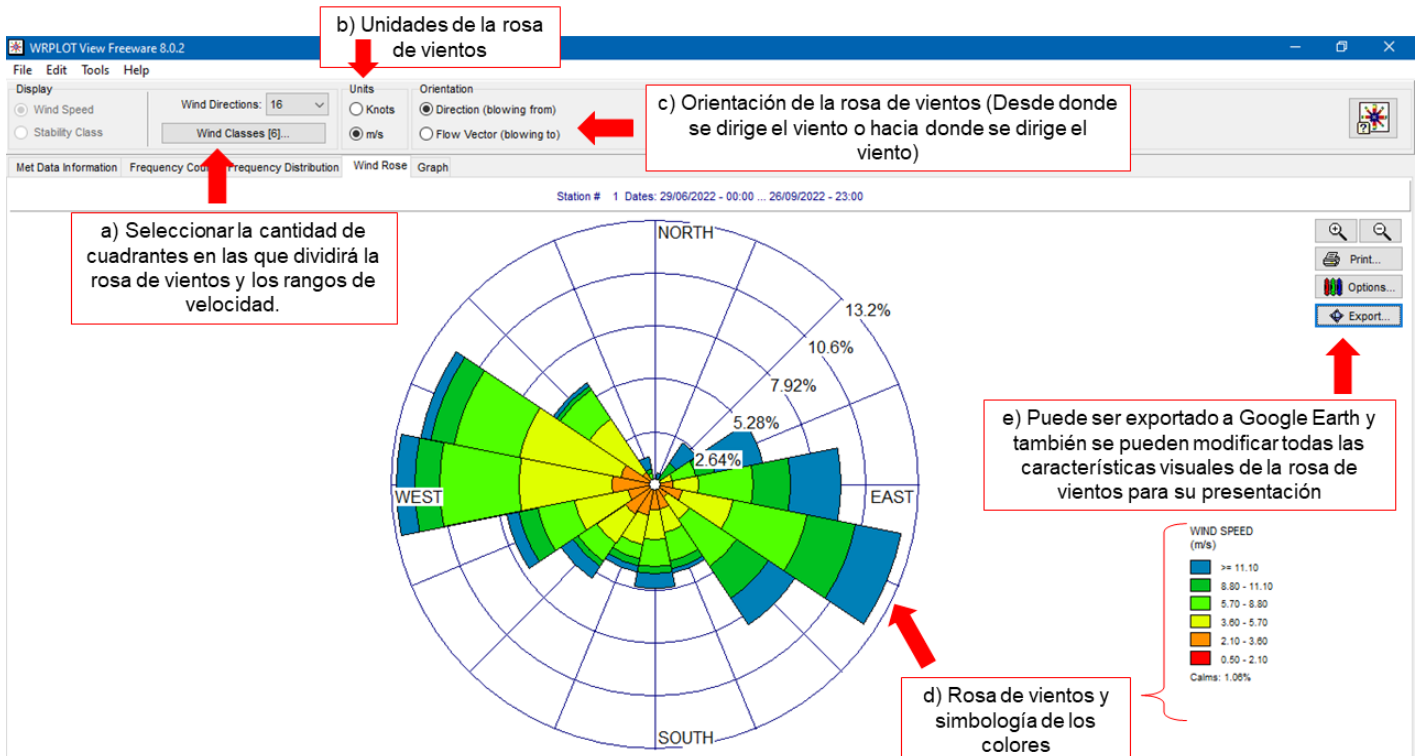 b) Unidades de la rosa
de vientos
WRPLOT View Freeware 8.0.2
File Edit Tools Help
Display
Wind Speed
Stability Class
Wind Directions: 16
Wind Classes [6]...
Units
Knots
m/s
Orientation
Direction (blowing from)
Flow Vector (blowing to)
c) Orientación de la rosa de vientos (Desde donde
se dirige el viento o hacia donde se dirige el
viento)
Met Data Information Frequency Count Frequency Distribution Wind Rose Graph
Station # 1 Dates: 29/06/2022 - 00:00 ... 26/09/2022 - 23:00
a) Seleccionar la cantidad de
cuadrantes en las que dividirá la
rosa de vientos y los rangos de
velocidad.
NORTH
13.2%
10.6%
7.92%
5.28%
2.64%
WEST
EAST
SOUTH
Print...
Options...
Export...
e) Puede ser exportado a Google Earth y
también se pueden modificar todas las
características visuales de la rosa de
vientos para su presentación
WIND SPEED
(m/s)
>= 11.10
8.80 - 11.10
5.70 - 8.80
3.60 - 5.70
2.10 - 3.60
0.50 - 2.10
Calms: 1.06%
d) Rosa de vientos y
simbología de los
colores